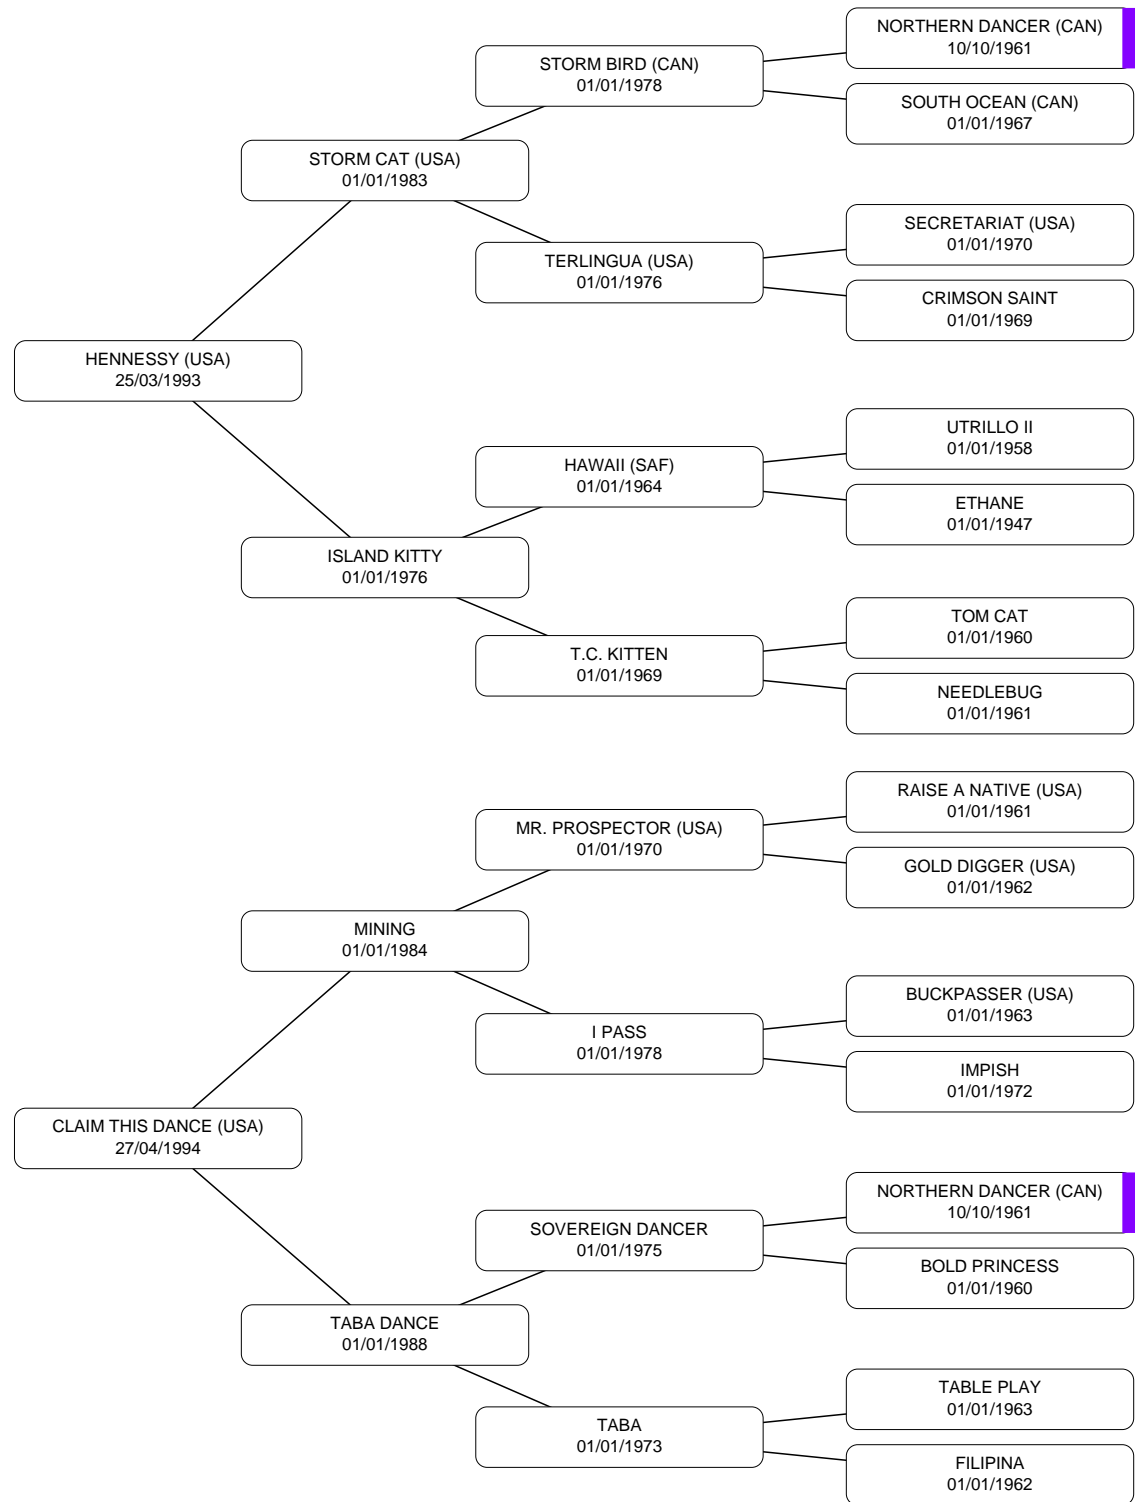 NORTHERN DANCER (CAN)
10/10/1961
STORM BIRD (CAN)
01/01/1978
SOUTH OCEAN (CAN)
01/01/1967
STORM CAT (USA)
01/01/1983
SECRETARIAT (USA)
01/01/1970
TERLINGUA (USA)
01/01/1976
CRIMSON SAINT
01/01/1969
HENNESSY (USA)
25/03/1993
UTRILLO II
01/01/1958
HAWAII (SAF)
01/01/1964
ETHANE
01/01/1947
ISLAND KITTY
01/01/1976
TOM CAT
01/01/1960
T.C. KITTEN
01/01/1969
NEEDLEBUG
01/01/1961
RAISE A NATIVE (USA)
01/01/1961
MR. PROSPECTOR (USA)
01/01/1970
GOLD DIGGER (USA)
01/01/1962
MINING
01/01/1984
BUCKPASSER (USA)
01/01/1963
I PASS
01/01/1978
IMPISH
01/01/1972
CLAIM THIS DANCE (USA)
27/04/1994
NORTHERN DANCER (CAN)
10/10/1961
SOVEREIGN DANCER
01/01/1975
BOLD PRINCESS
01/01/1960
TABA DANCE
01/01/1988
TABLE PLAY
01/01/1963
TABA
01/01/1973
FILIPINA
01/01/1962